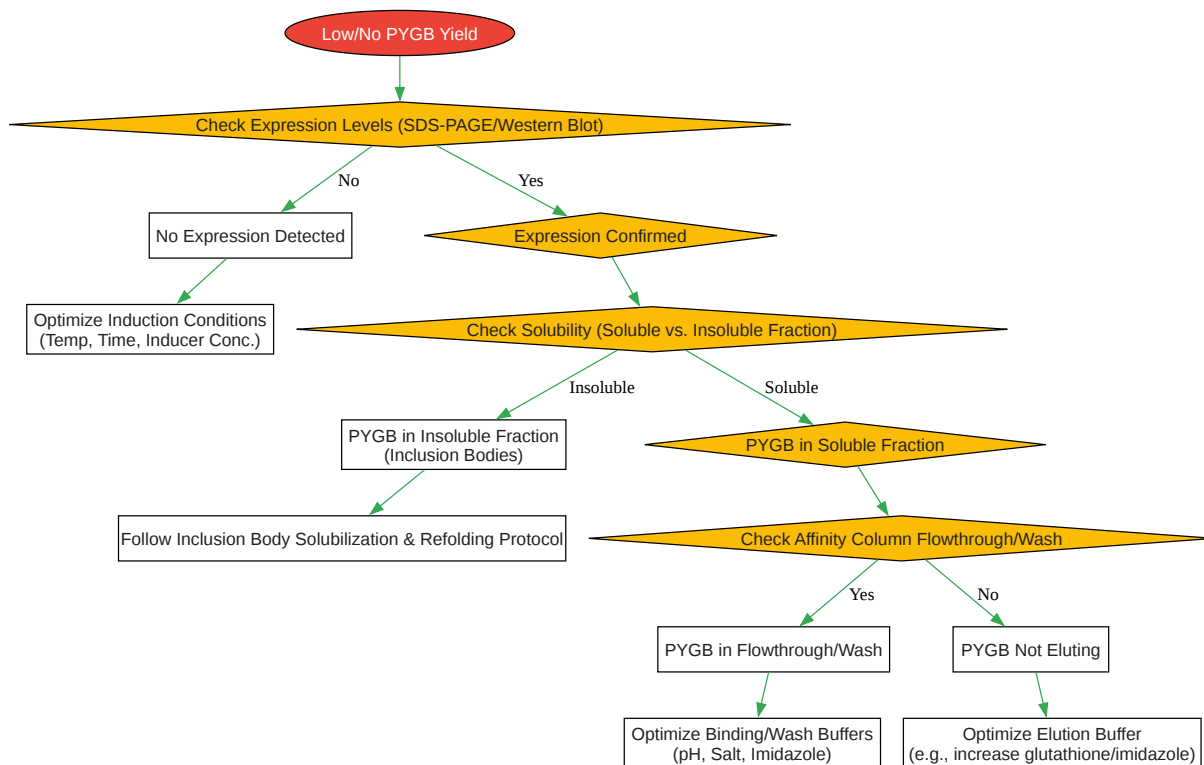 Low/No PYGB Yield
Check Expression Levels (SDS-PAGE/Western Blot)
No
Yes
No Expression Detected
Expression Confirmed
Optimize Induction Conditions
(Temp, Time, Inducer Conc.)
Check Solubility (Soluble vs. Insoluble Fraction)
Insoluble
Soluble
PYGB in Insoluble Fraction
(Inclusion Bodies)
PYGB in Soluble Fraction
Follow Inclusion Body Solubilization & Refolding Protocol
Check Affinity Column Flowthrough/Wash
Yes
No
PYGB in Flowthrough/Wash
PYGB Not Eluting
Optimize Binding/Wash Buffers
(pH, Salt, Imidazole)
Optimize Elution Buffer
(e.g., increase glutathione/imidazole)